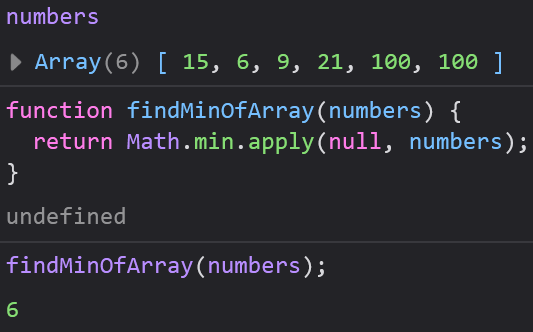 numbers
▶ Array(6) [ 15, 6, 9, 21, 100, 100 ]
function findMinOfArray(numbers) {
  return Math.min.apply(null, numbers);
}
undefined
findMinOfArray(numbers);
6